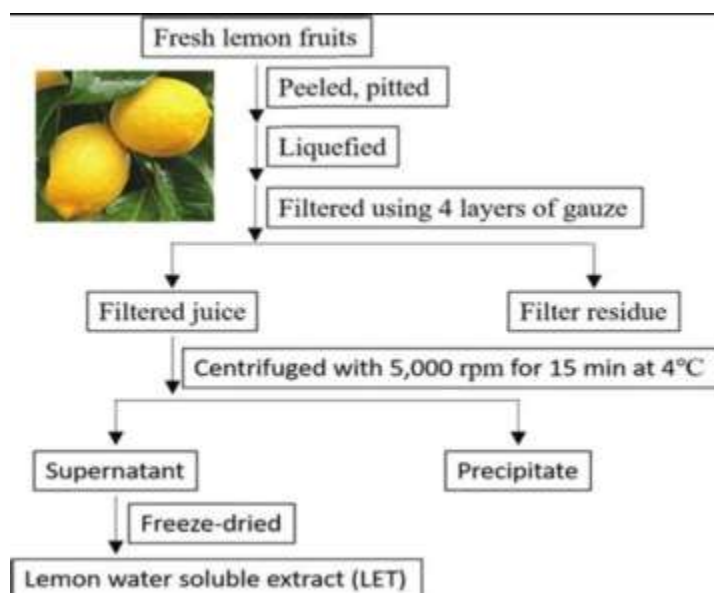 Fresh lemon fruits
Peeled, pitted
Liquefied
Filtered using 4 layers of gauze
Filtered juice
Filter residue
Centrifuged with 5,000 rpm for 15 min at 4℃
Supernatant
Precipitate
Freeze-dried
Lemon water soluble extract (LET)